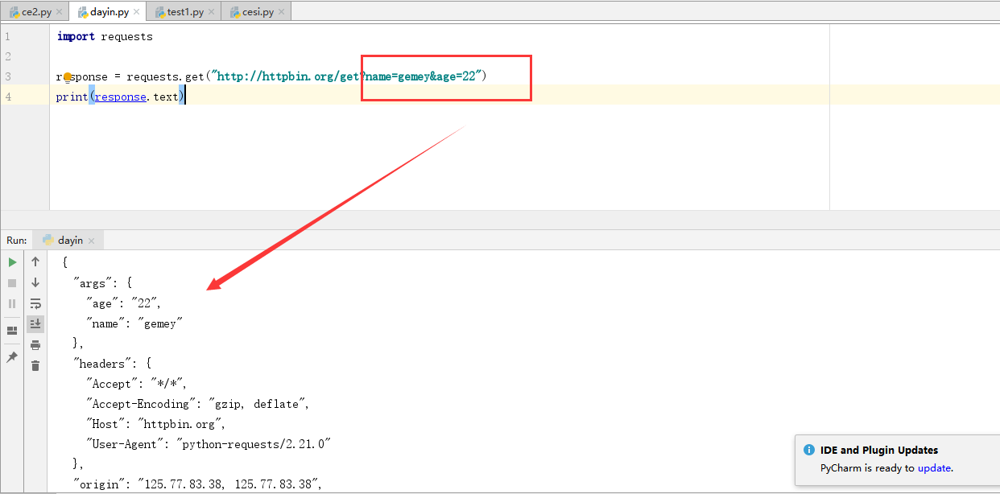 ce2.py dayin.py test1.py cesi.py
1 import requests
2
3 response = requests.get("http://httpbin.org/get?name=gemey&age=22")
4 print(response.text)
Run: dayin
{
"args": {
"age": "22",
"name": "gemey"
},
"headers": {
"Accept": "*/*",
"Accept-Encoding": "gzip, deflate",
"Host": "httpbin.org",
"User-Agent": "python-requests/2.21.0"
},
"origin": "125.77.83.38, 125.77.83.38",
IDE and Plugin Updates
PyCharm is ready to update.